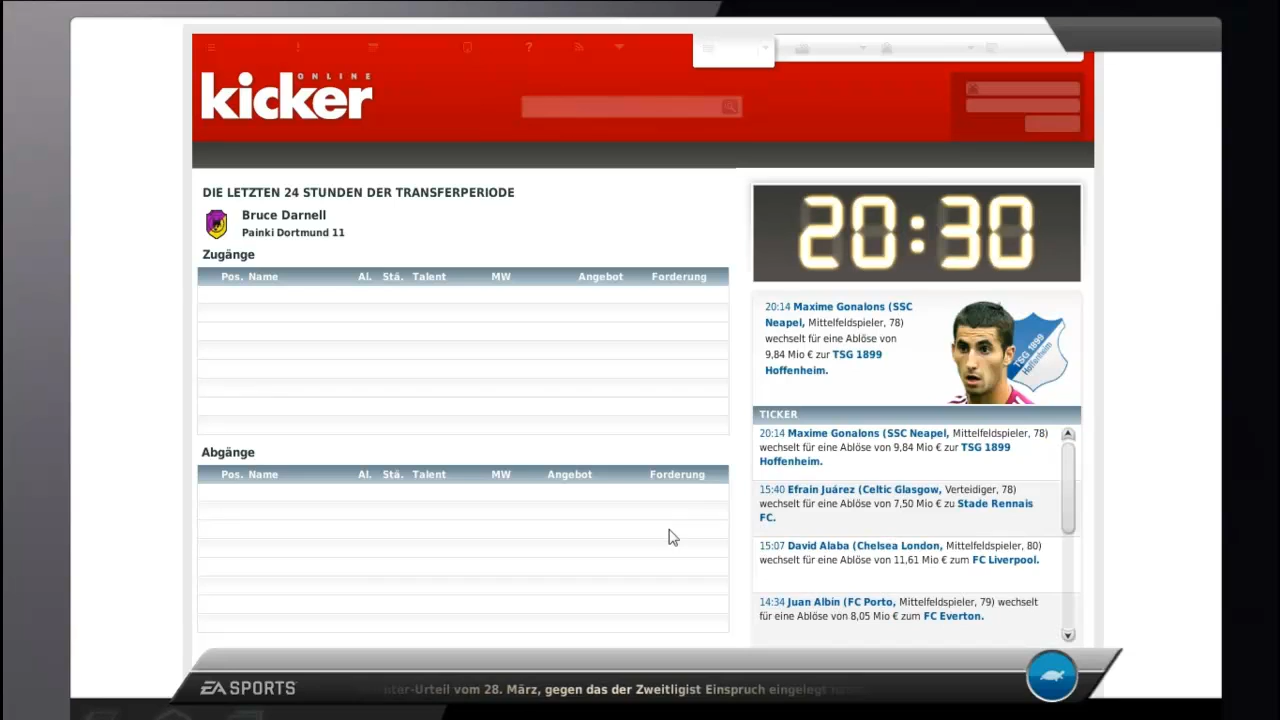 ?
ONLINE
kicker
DIE LETZTEN 24 STUNDEN DER TRANSFERPERIODE
Bruce Darnell
Painki Dortmund 11
Zugänge
Pos. Name Al. Stä. Talent MW Angebot Forderung
Abgänge
Pos. Name Al. Stä. Talent MW Angebot Forderung
20:30
20:14 Maxime Gonalons (SSC
Neapel, Mittelfeldspieler, 78)
wechselt für eine Ablöse von
9,84 Mio € zur TSG 1899
Hoffenheim.
TSG 1899
Hoffenheim
TICKER
20:14 Maxime Gonalons (SSC Neapel, Mittelfeldspieler, 78)
wechselt für eine Ablöse von 9,84 Mio € zur TSG 1899
Hoffenheim.
15:40 Efrain Juárez (Celtic Glasgow, Verteidiger, 78)
wechselt für eine Ablöse von 7,50 Mio € zu Stade Rennais
FC.
15:07 David Alaba (Chelsea London, Mittelfeldspieler, 80)
wechselt für eine Ablöse von 11,61 Mio € zum FC Liverpool.
14:34 Juan Albin (FC Porto, Mittelfeldspieler, 79) wechselt
für eine Ablöse von 8,05 Mio € zum FC Everton.
EA SPORTS
nter-Urteil vom 28. März, gegen das der Zweitligist Einspruch eingelegt